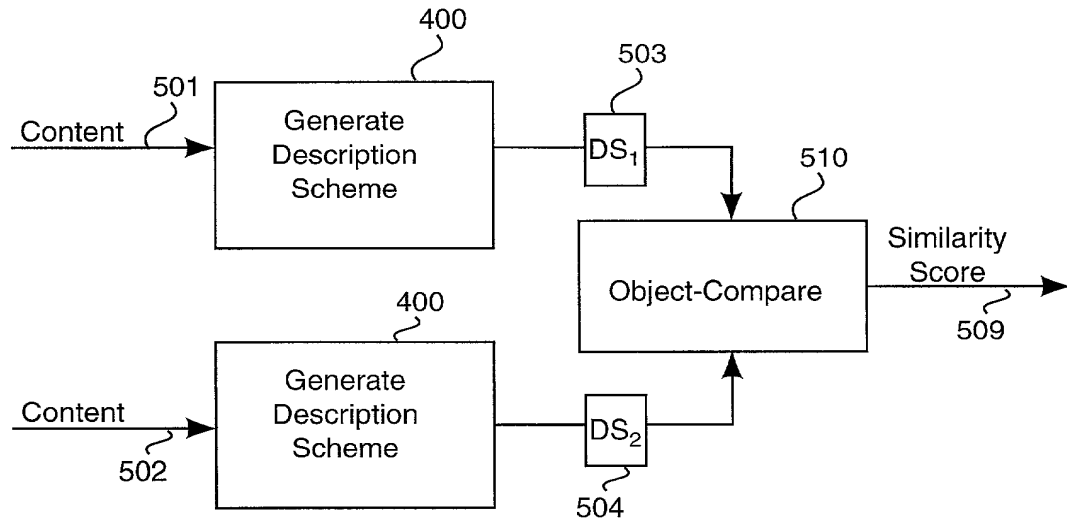 400
503
501
Content
Generate
Description
Scheme
DS₁
510
Similarity
Score
Object-Compare
509
400
Content
Generate
Description
Scheme
DS₂
502
504